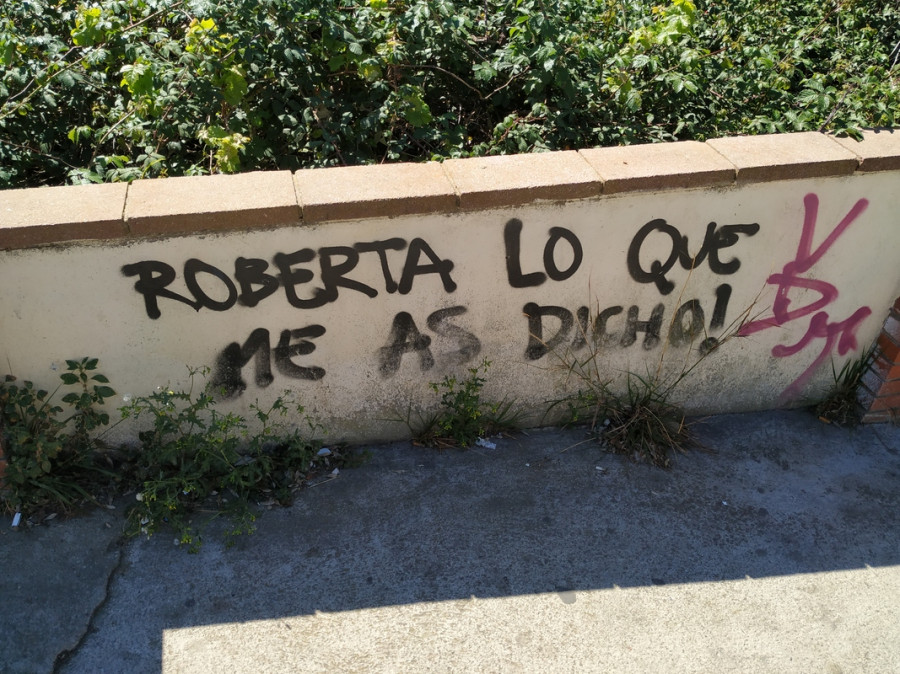 ROBERTA LO QUE
ME AS DICHO!